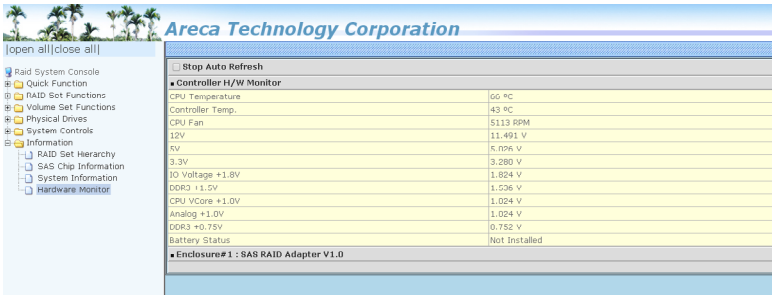 Areca Technology Corporation
|open all|close all|
Raid System Console
Quick Function
RAID Set Functions
Volume Set Functions
Physical Drives
System Controls
Information
RAID Set Hierarchy
SAS Chip Information
System Information
Hardware Monitor
Stop Auto Refresh
Controller H/W Monitor
CPU Temperature 66 ºC
Controller Temp. 43 ºC
CPU Fan 5113 RPM
12V 11.491 V
5V 5.026 V
3.3V 3.280 V
IO Voltage +1.8V 1.824 V
DDR3 +1.5V 1.536 V
CPU VCore +1.0V 1.024 V
Analog +1.0V 1.024 V
DDR3 +0.75V 0.752 V
Battery Status Not Installed
Enclosure#1 : SAS RAID Adapter V1.0